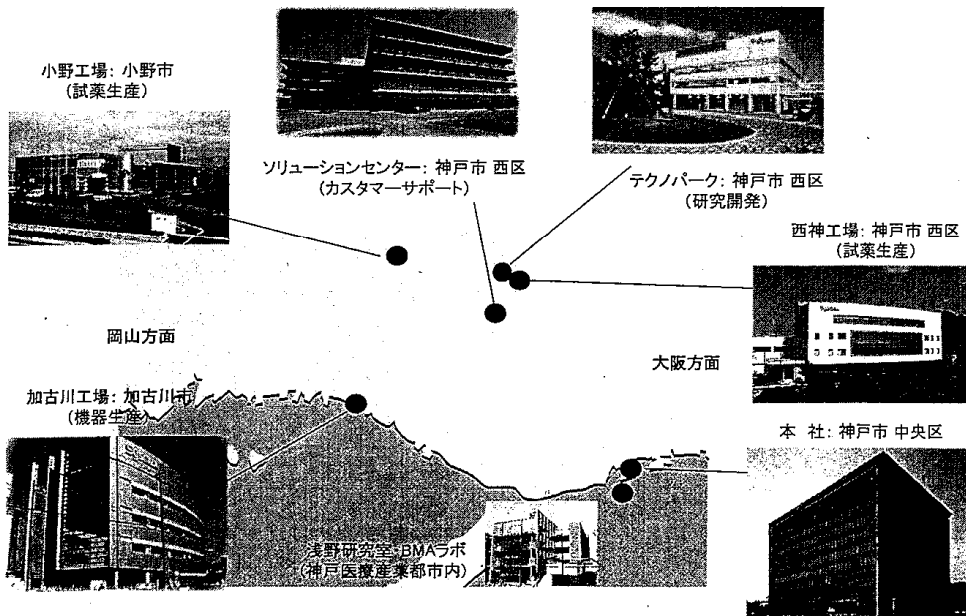 小野工場: 小野市
(試薬生産)
ソリューションセンター: 神戸市 西区
(カスタマーサポート)
テクノパーク: 神戸市 西区
(研究開発)
西神工場: 神戸市 西区
(試薬生産)
岡山方面
大阪方面
加古川工場: 加古川市
(機器生産)
本 社: 神戸市 中央区
浅野研究室・BMAラボ
(神戸医療産業都市内)